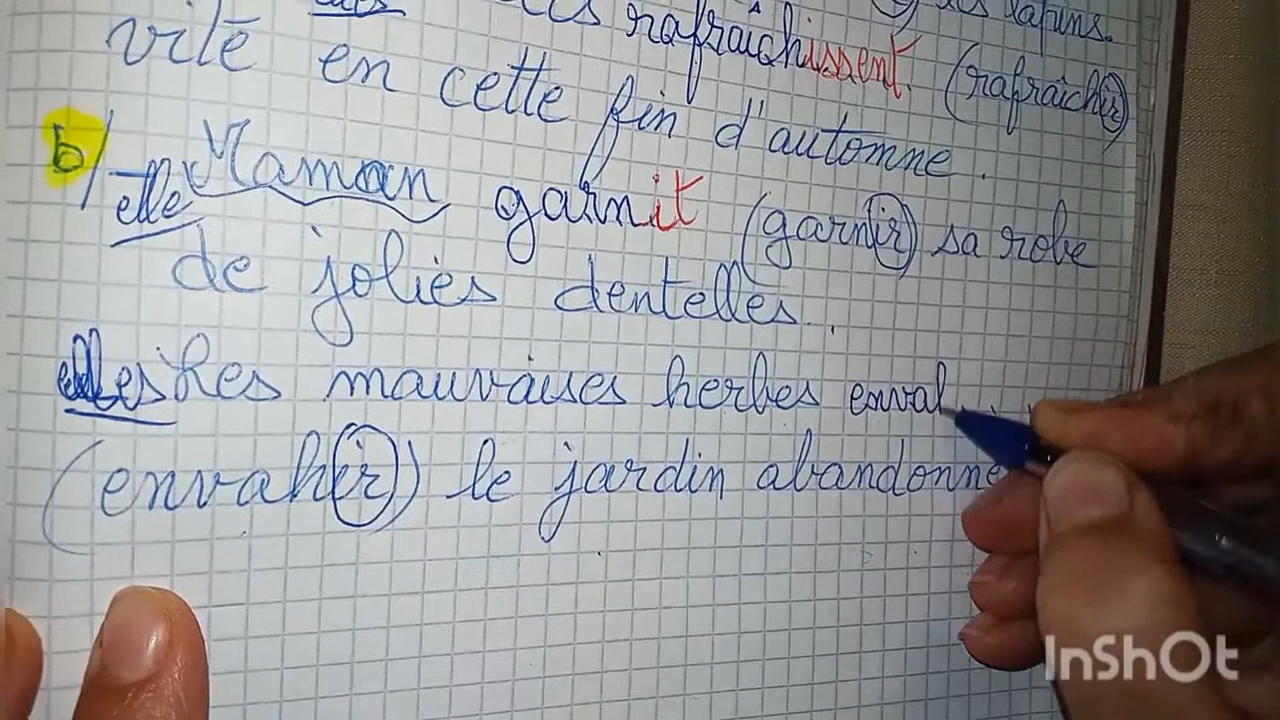 rafraîchissent (rafraîchir)
vite en cette fin d'automne.
b/ elle Maman garnit (garnir) sa robe
de jolies dentelles..
elles Les mauvaises herbes envah
(envahir) le jardin abandonné
InShOt